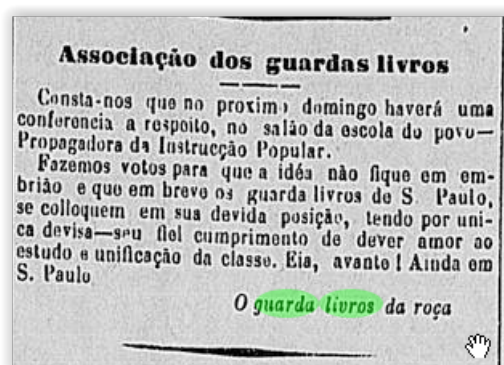 Associação dos guardas livros
Consta-nos que no proximo domingo haverá uma
conferencia a respeito, no salão da escola do povo—
Propagadora da Instrucção Popular.
Fazemos votos para que a idéa não fique em em-
brião e que em breve os guarda livros de S. Paulo,
se colloquem em sua devida posição, tendo por uni-
ca devisa—seu fiel cumprimento de dever amor ao
estudo e unificação da classe. Eia, avante! Ainda em
S. Paulo
O guarda livros da roça